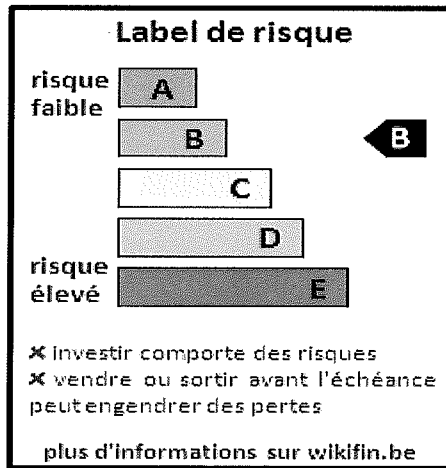 Label de risque
risque
faible
A
B
B
C
D
risque
élevé
E
✖ investir comporte des risques
✖ vendre ou sortir avant l'échéance
peut engendrer des pertes
plus d'informations sur wikifin.be